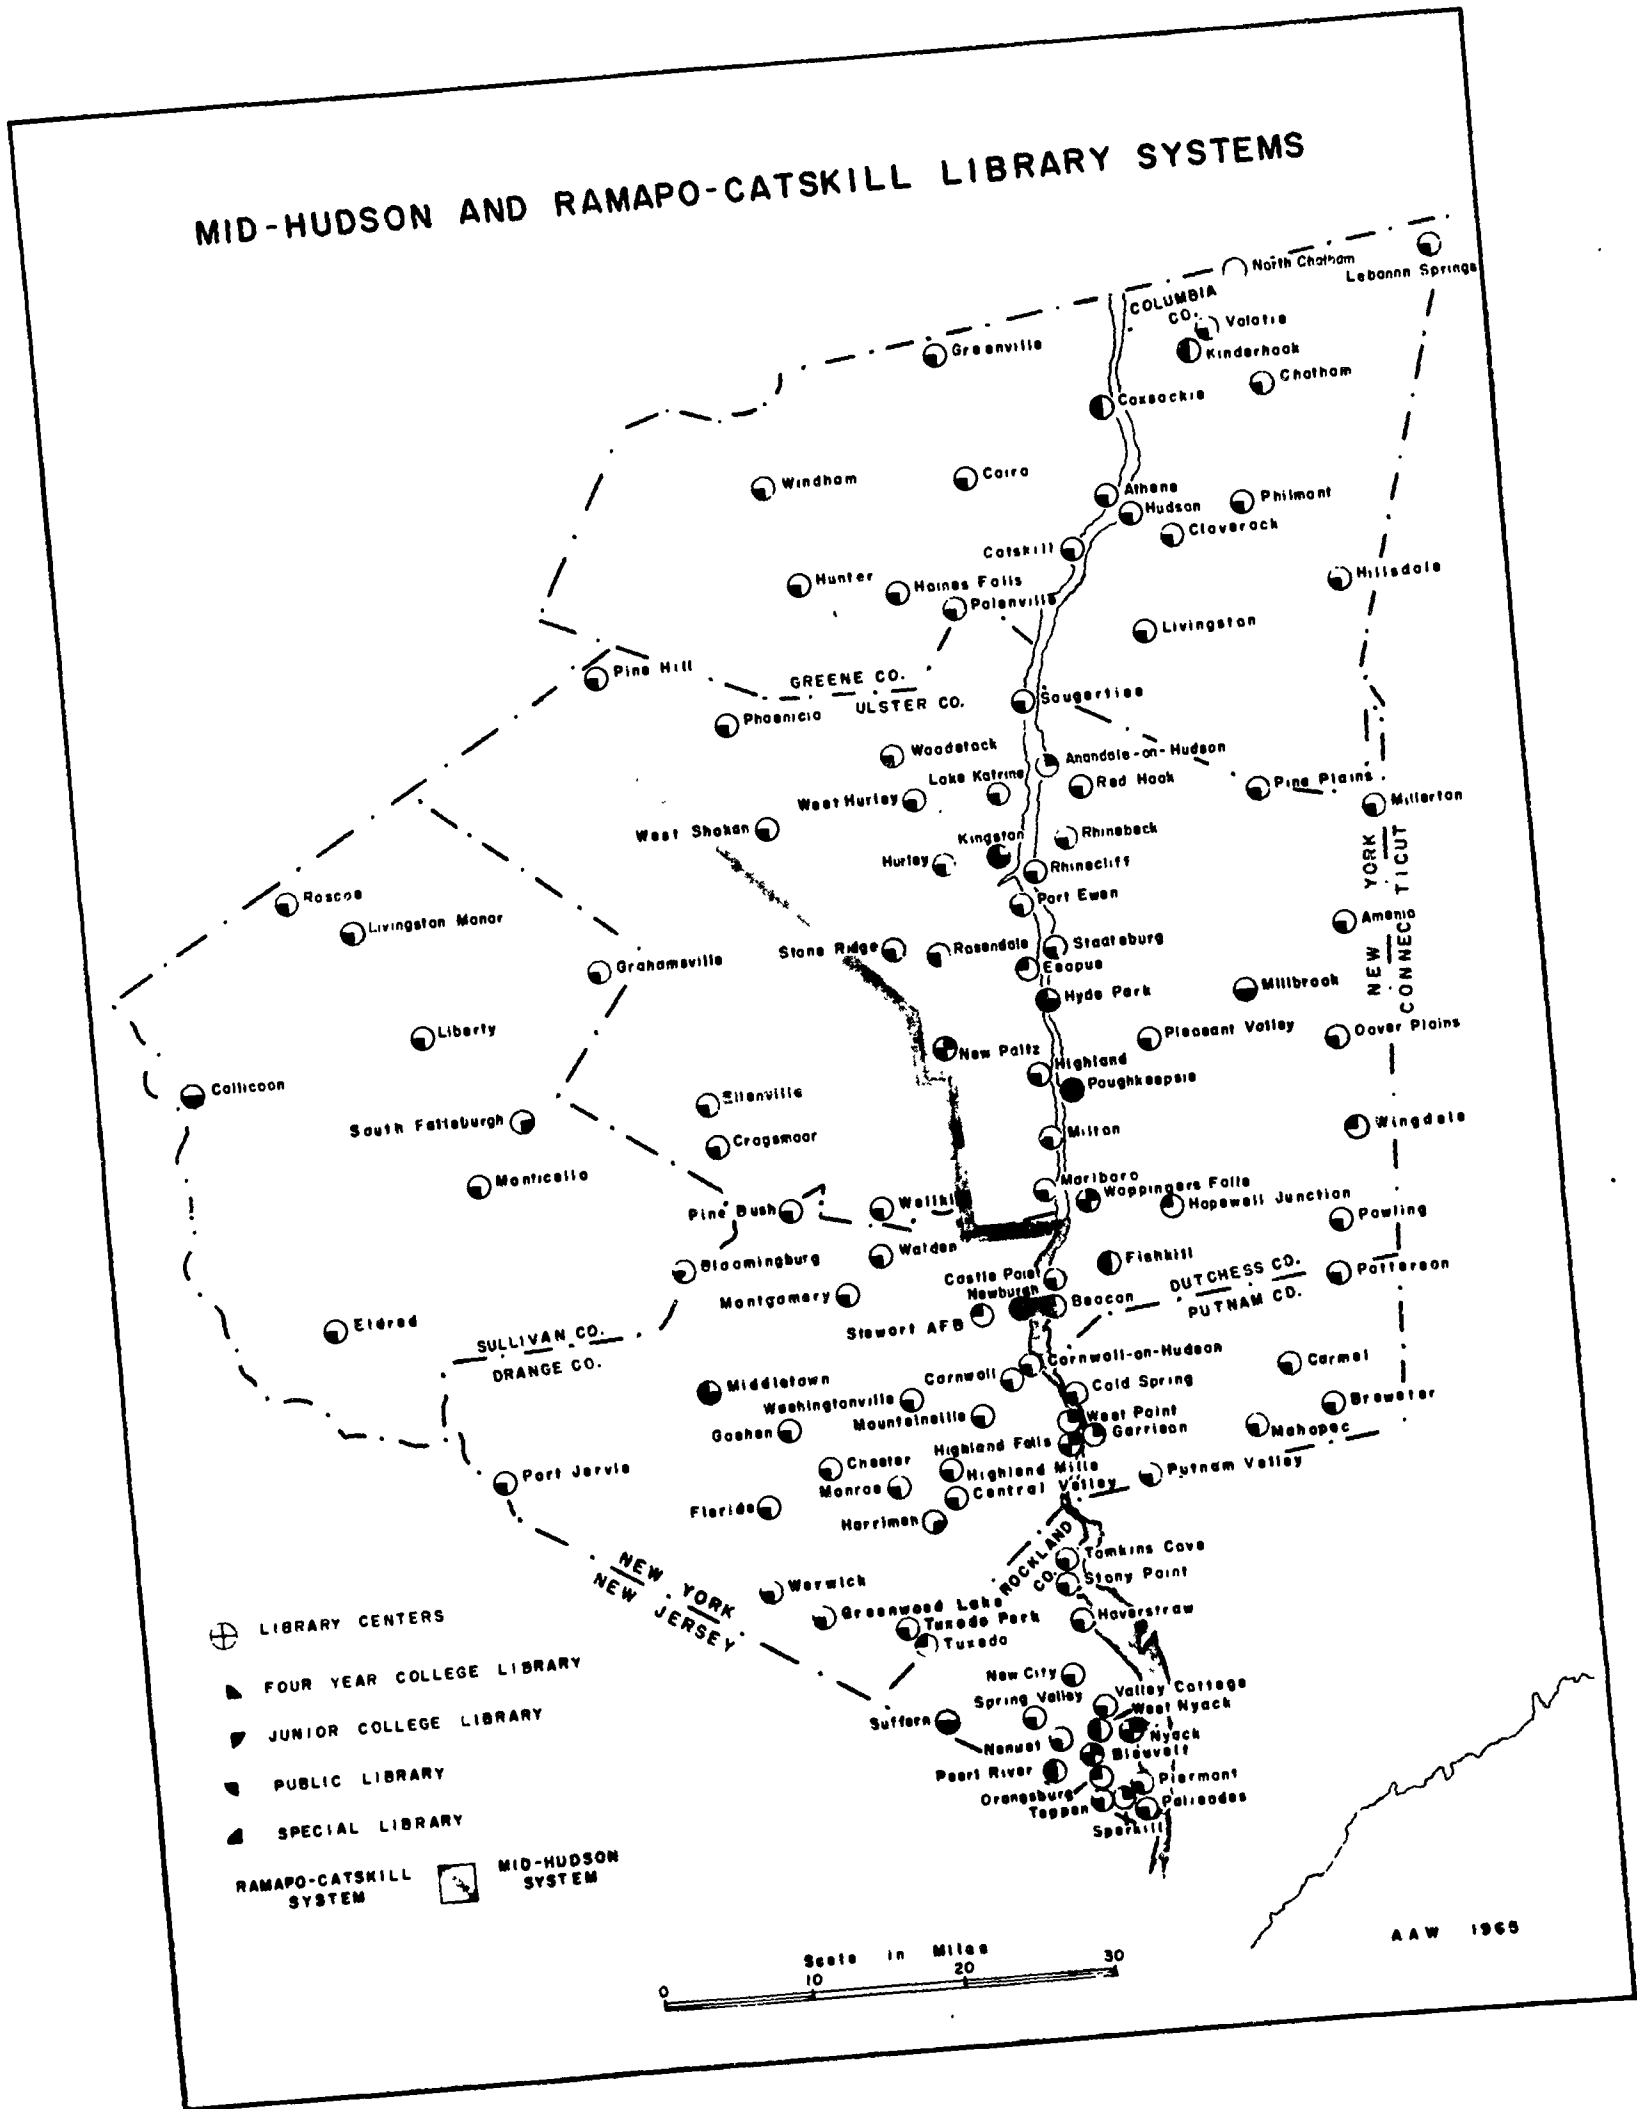 MID-HUDSON AND RAMAPO-CATSKILL LIBRARY SYSTEMS
North Chatham
Lebanon Springs
COLUMBIA
CO.
Valatie
Greenville
Kinderhook
Chatham
Coxsackie
Windham
Cairo
Athens
Philmont
Hudson
Claverack
Catskill
Hunter
Haines Falls
Hillsdale
Palenville
Livingston
Pine Hill
GREENE CO.
ULSTER CO.
Saugerties
Phoenicia
Woodstock
Anandale-on-Hudson
Lake Katrine
Red Hook
Pine Plains
West Hurley
Millerton
West Shokan
Kingston
Rhinebeck
Hurley
Rhinecliff
NEW YORK
CONNECTICUT
Port Ewen
Roscoe
Livingston Manor
Amenia
Stone Ridge
Rosendale
Staatsburg
Grahamsville
Esopus
Hyde Park
Millbrook
Liberty
New Paltz
Pleasant Valley
Dover Plains
Highland
Poughkeepsie
Callicoon
Ellenville
South Fallsburgh
Cragsmoor
Milton
Wingdale
Monticello
Marlboro
Wappingers Falls
Pine Bush
Wallki
Hopewell Junction
Pawling
Bloomingburg
Walden
Fishkill
Castle Point
DUTCHESS CO.
PUTNAM CO.
Patterson
Montgomery
Newburgh
Beacon
Stewart AFB
Eldred
SULLIVAN CO.
ORANGE CO.
Cornwall-on-Hudson
Carmel
Middletown
Cornwall
Cold Spring
Washingtonville
Brewster
Goshen
Mountainville
West Point
Garrison
Mahopac
Highland Falls
Port Jervis
Chester
Highland Mills
Putnam Valley
Monroe
Central Valley
Florida
Harriman
ROCKLAND
CO.
Tomkins Cove
Stony Point
NEW YORK
NEW JERSEY
Warwick
Greenwood Lake
Haverstraw
Tuxedo Park
Tuxedo
LIBRARY CENTERS
New City
FOUR YEAR COLLEGE LIBRARY
Spring Valley
Valley Cottage
West Nyack
Suffern
Nyack
JUNIOR COLLEGE LIBRARY
Nanuet
Blauvelt
PUBLIC LIBRARY
Pearl River
Piermont
Orangeburg
Tappan
Palisades
Sparkill
SPECIAL LIBRARY
RAMAPO-CATSKILL
SYSTEM
MID-HUDSON
SYSTEM
Scale in Miles
0 10 20 30
AAW 1965